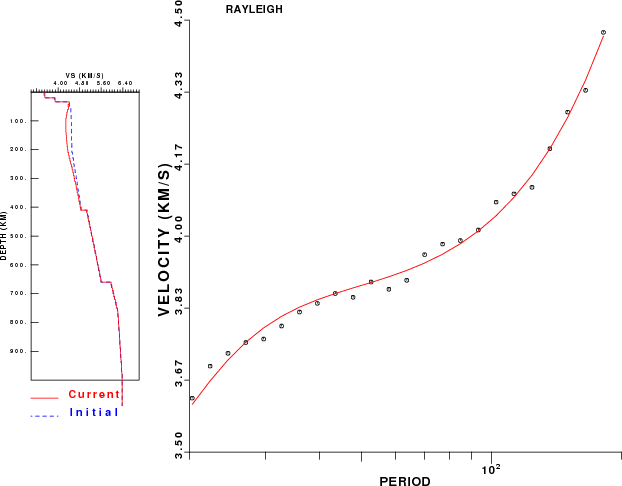 RAYLEIGH
VS (KM/S)
4.00 4.80 5.60 6.40
100.
200.
300.
400.
500.
600.
700.
800.
900.
DEPTH (KM)
Current
Initial
4.50
4.33
4.17
4.00
3.83
3.67
3.50
VELOCITY (KM/S)
10²
PERIOD